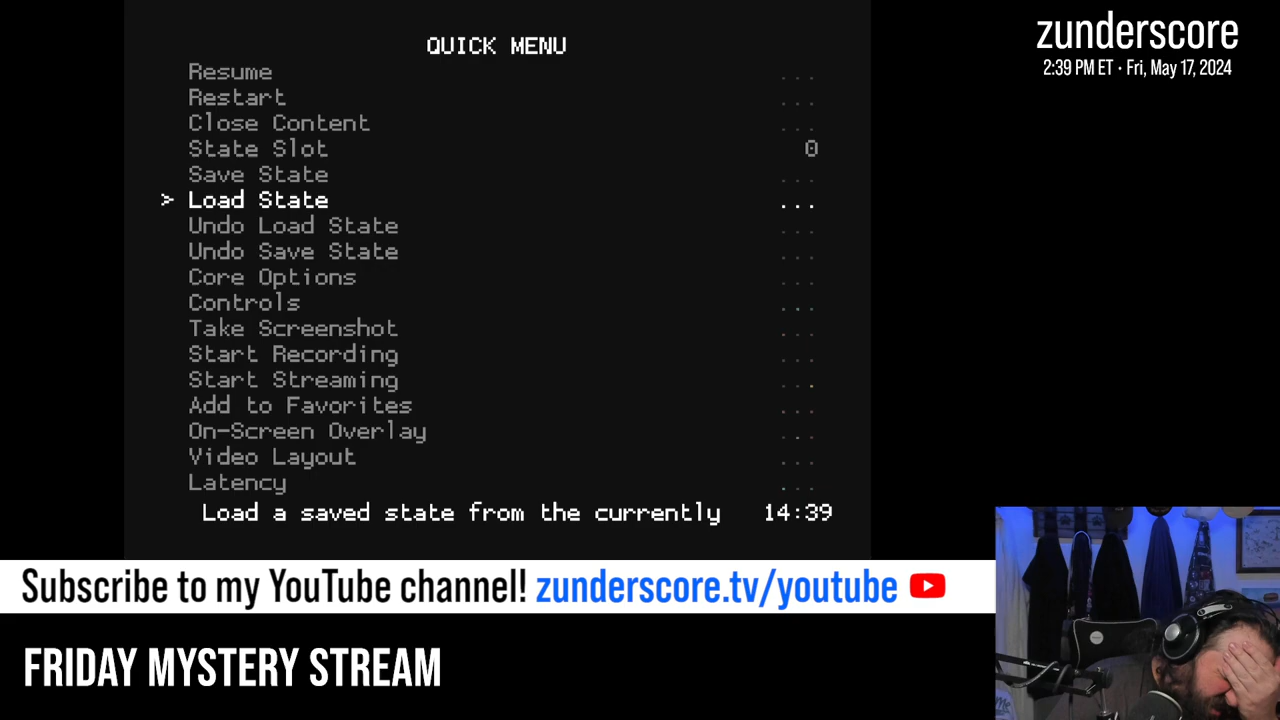 QUICK MENU
Resume ...
Restart ...
Close Content ...
State Slot 0
Save State ...
> Load State ...
Undo Load State ...
Undo Save State ...
Core Options ...
Controls ...
Take Screenshot ...
Start Recording ...
Start Streaming ...
Add to Favorites ...
On-Screen Overlay ...
Video Layout ...
Latency ...
Load a saved state from the currently 14:39
zunderscore
2:39 PM ET · Fri, May 17, 2024
Subscribe to my YouTube channel! zunderscore.tv/youtube
FRIDAY MYSTERY STREAM